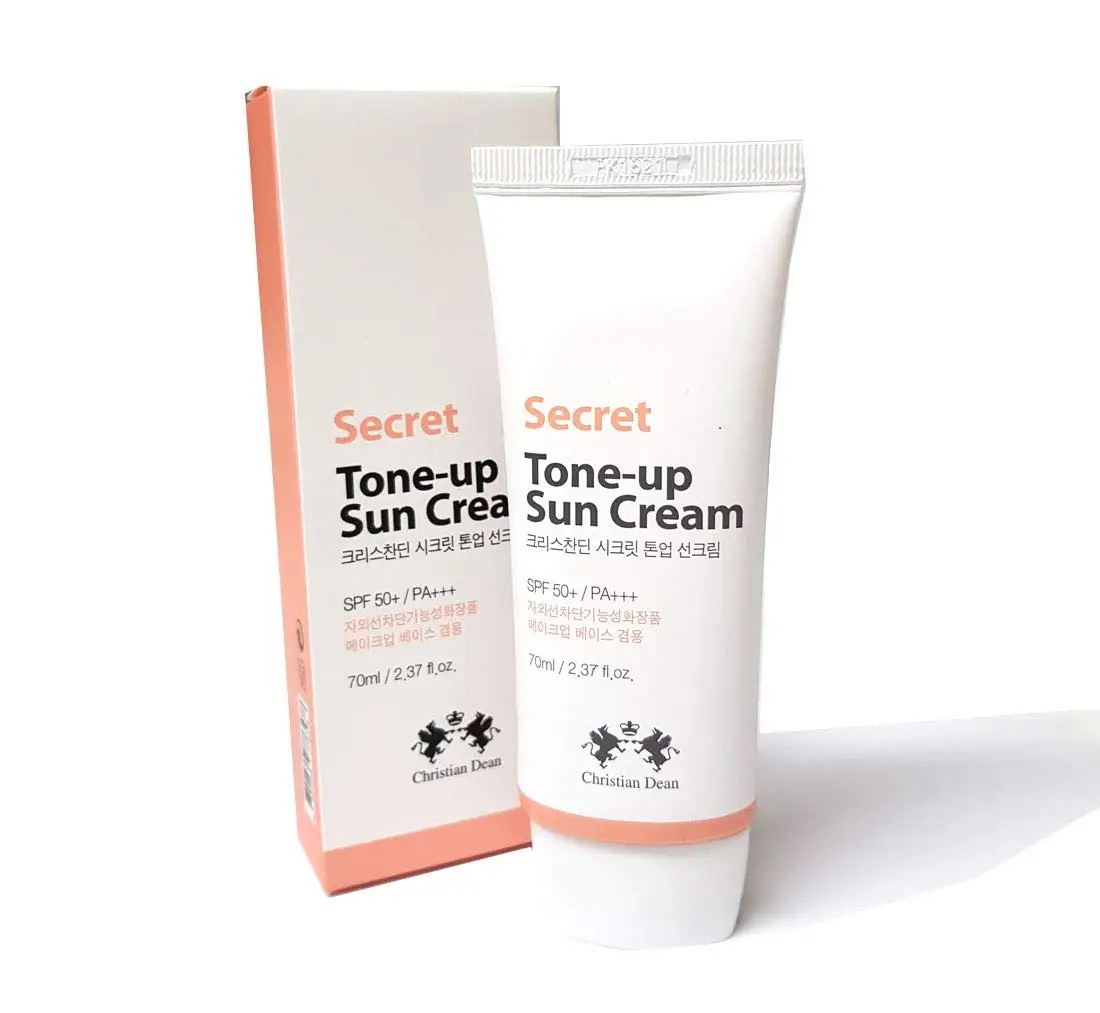 Secret
Tone-up
Sun Crea
크리스찬딘 시크릿 톤업 선크
SPF 50+ / PA+++
자외선차단기능성화장품
메이크업 베이스 겸용
70ml / 2.37 fl.oz.
Christian Dean
Secret
Tone-up
Sun Cream
크리스찬딘 시크릿 톤업 선크림
SPF 50+ / PA+++
자외선차단기능성화장품
메이크업 베이스 겸용
70ml / 2.37 fl.oz.
Christian Dean